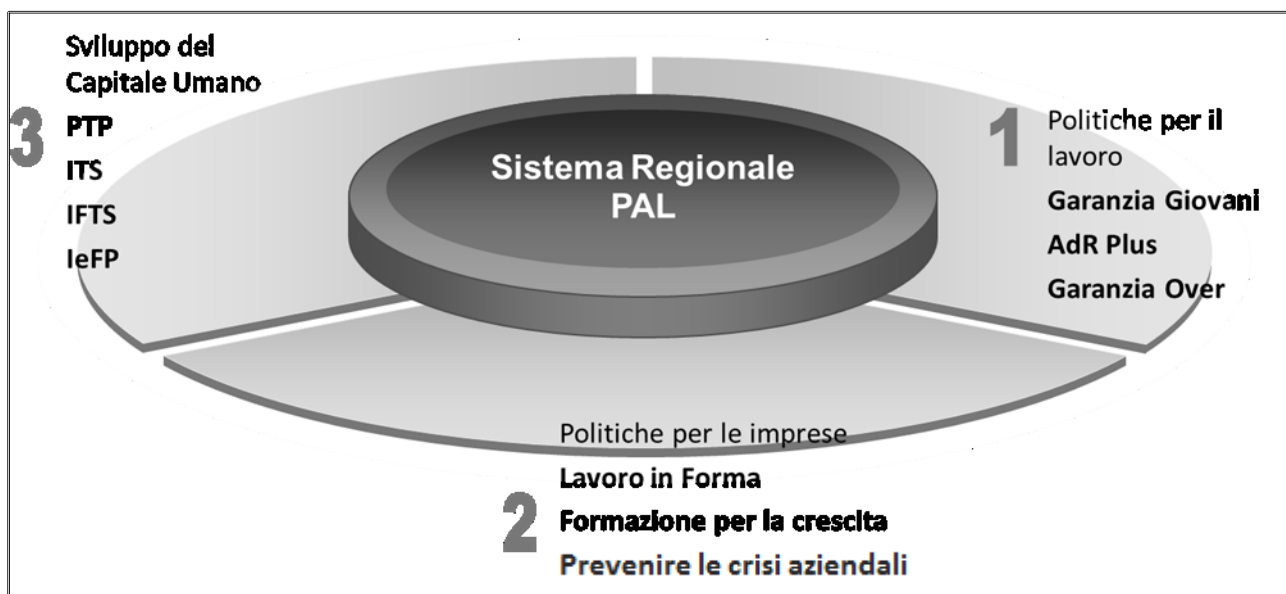 Sviluppo del
Capitale Umano
3
PTP
ITS
IFTS
IeFP
Sistema Regionale
PAL
1
Politiche per il
lavoro
Garanzia Giovani
AdR Plus
Garanzia Over
Politiche per le imprese
2
Lavoro in Forma
Formazione per la crescita
Prevenire le crisi aziendali